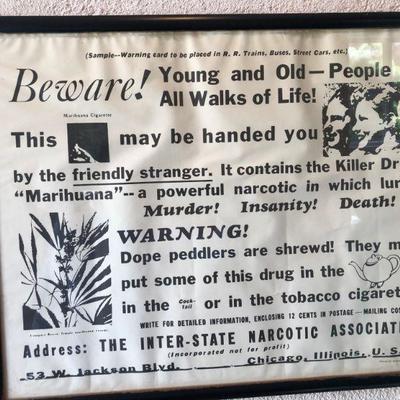 (Sample--Warning card to be placed in R. R. Trains, Buses, Street Cars, etc.)
Beware! Young and Old—People
All Walks of Life!
Marihuana Cigarette
This may be handed you
by the friendly stranger. It contains the Killer Dr
"Marihuana"-- a powerful narcotic in which lur
Murder! Insanity! Death!
WARNING!
Dope peddlers are shrewd! They m
put some of this drug in the
in the Cock-tail or in the tobacco cigaret
WRITE FOR DETAILED INFORMATION, ENCLOSING 12 CENTS IN POSTAGE — MAILING COS
Address: THE INTER-STATE NARCOTIC ASSOCIAT
(Incorporated not for profit)
53 W. Jackson Blvd. Chicago, Illinois, U. S.